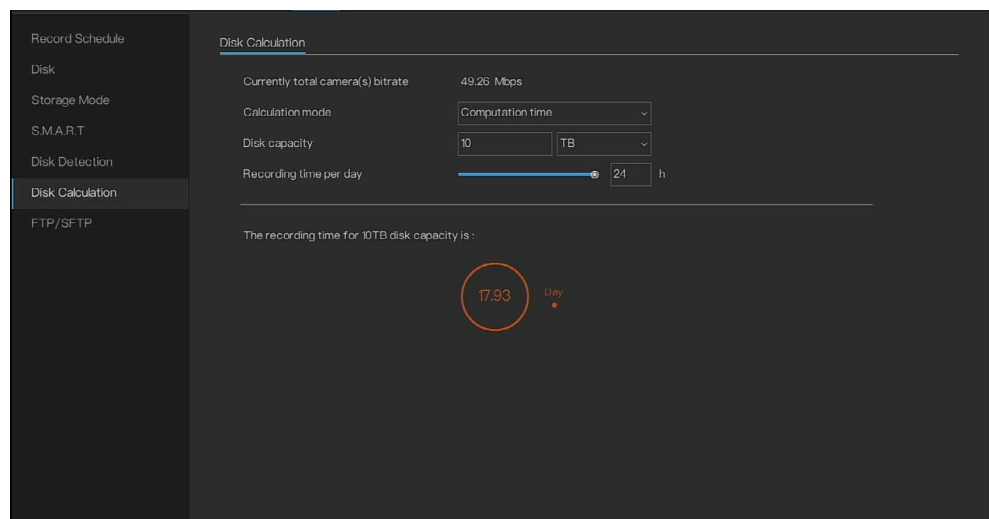 Record Schedule
Disk
Storage Mode
S.M.A.R.T
Disk Detection
Disk Calculation
FTP/SFTP
Disk Calculation
Currently total camera(s) bitrate 49.26 Mbps
Calculation mode Computation time
Disk capacity 10 TB
Recording time per day 24 h
The recording time for 10TB disk capacity is :
17.93 Day